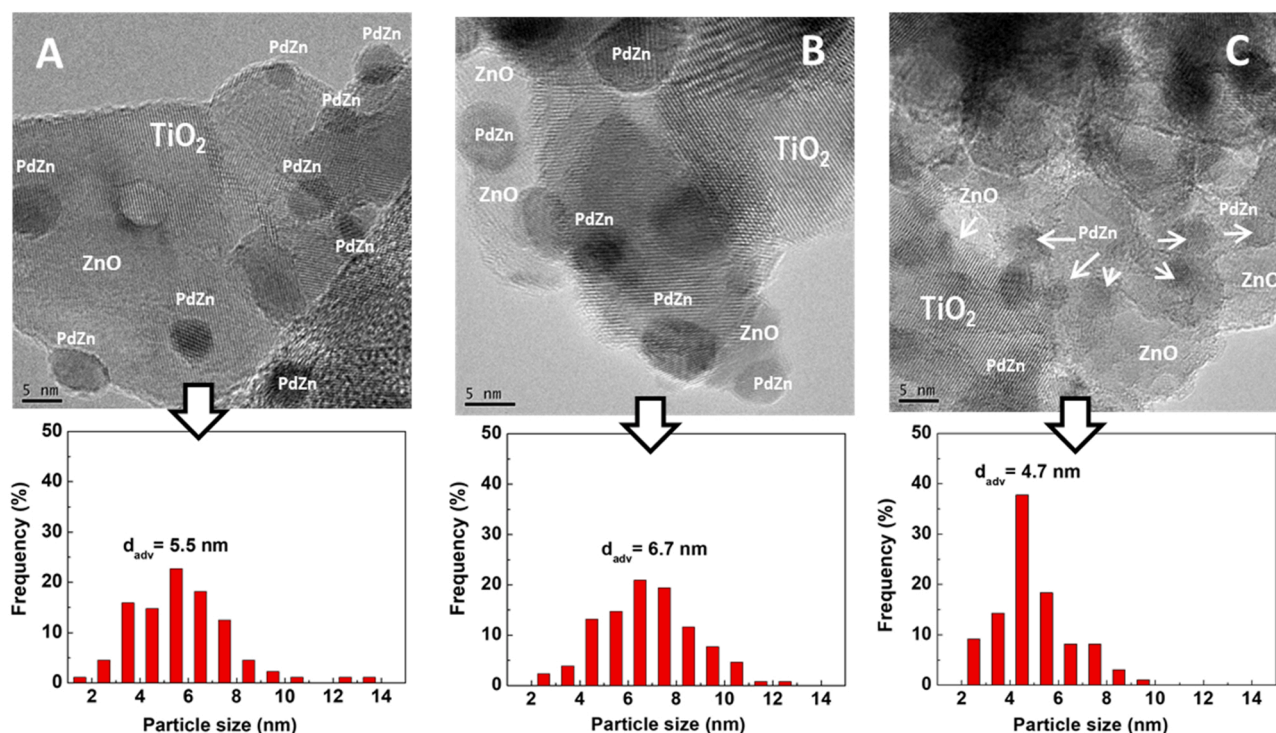 A
PdZn
PdZn
PdZn
TiO2
PdZn
PdZn
PdZn
ZnO
PdZn
PdZn
PdZn
5 nm
B
PdZn
ZnO
PdZn
TiO2
ZnO
PdZn
PdZn
ZnO
PdZn
5 nm
C
ZnO
PdZn
PdZn
ZnO
TiO2
ZnO
PdZn
5 nm
50
40
30
20
10
0
Frequency (%)
dadv= 5.5 nm
2 4 6 8 10 12 14
Particle size (nm)
50
40
30
20
10
0
Frequency (%)
dadv= 6.7 nm
2 4 6 8 10 12 14
Particle size (nm)
50
40
30
20
10
0
Frequency (%)
dadv= 4.7 nm
2 4 6 8 10 12 14
Particle size (nm)